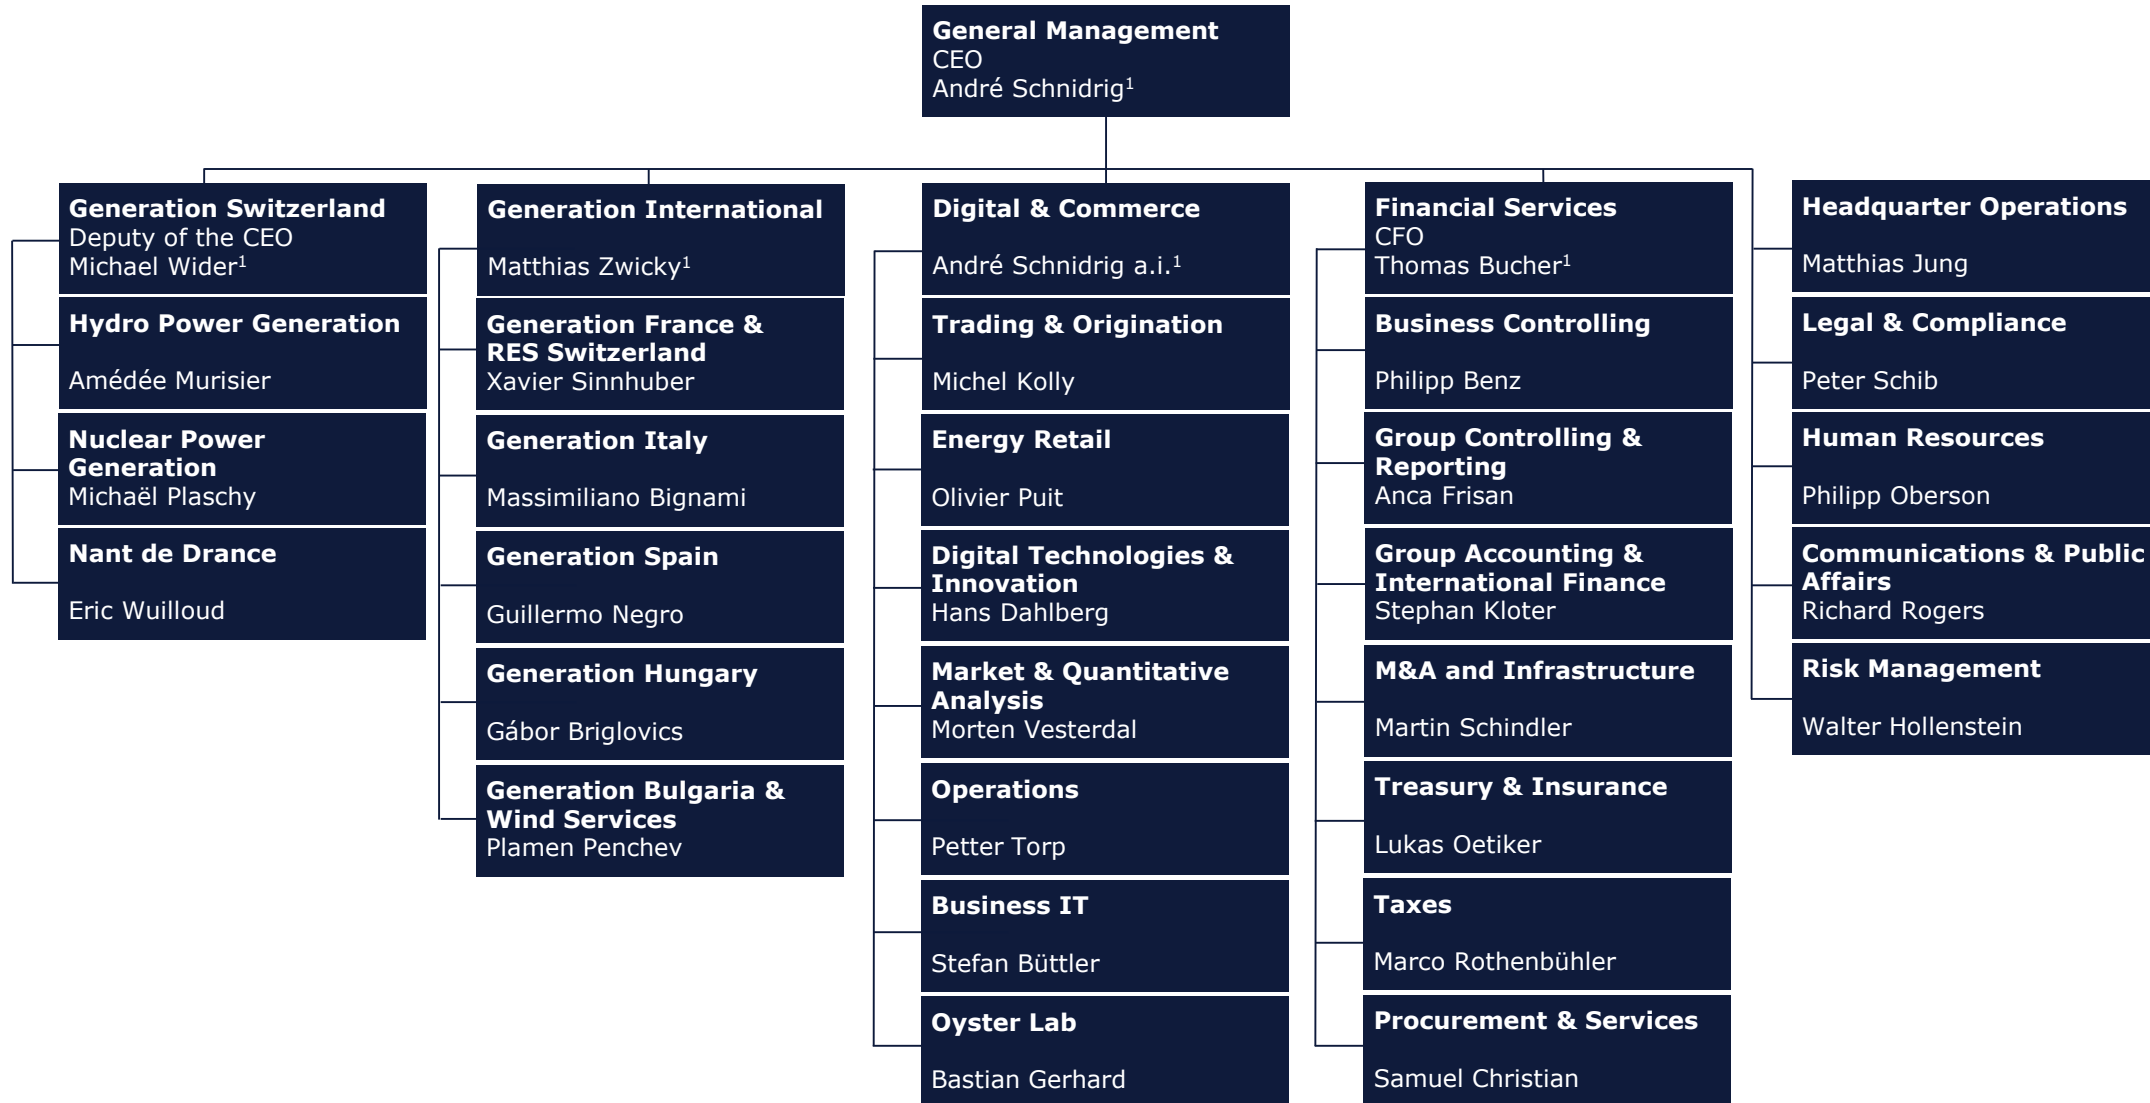 General Management
CEO
André Schnidrig¹
Generation Switzerland
Deputy of the CEO
Michael Wider¹
Hydro Power Generation
Amédée Murisier
Nuclear Power
Generation
Michaël Plaschy
Nant de Drance
Eric Wuilloud
Generation International
Matthias Zwicky¹
Generation France &
RES Switzerland
Xavier Sinnhuber
Generation Italy
Massimiliano Bignami
Generation Spain
Guillermo Negro
Generation Hungary
Gábor Briglovics
Generation Bulgaria &
Wind Services
Plamen Penchev
Digital & Commerce
André Schnidrig a.i.¹
Trading & Origination
Michel Kolly
Energy Retail
Olivier Puit
Digital Technologies &
Innovation
Hans Dahlberg
Market & Quantitative
Analysis
Morten Vesterdal
Operations
Petter Torp
Business IT
Stefan Büttler
Oyster Lab
Bastian Gerhard
Financial Services
CFO
Thomas Bucher¹
Business Controlling
Philipp Benz
Group Controlling &
Reporting
Anca Frisan
Group Accounting &
International Finance
Stephan Kloter
M&A and Infrastructure
Martin Schindler
Treasury & Insurance
Lukas Oetiker
Taxes
Marco Rothenbühler
Procurement & Services
Samuel Christian
Headquarter Operations
Matthias Jung
Legal & Compliance
Peter Schib
Human Resources
Philipp Oberson
Communications & Public
Affairs
Richard Rogers
Risk Management
Walter Hollenstein